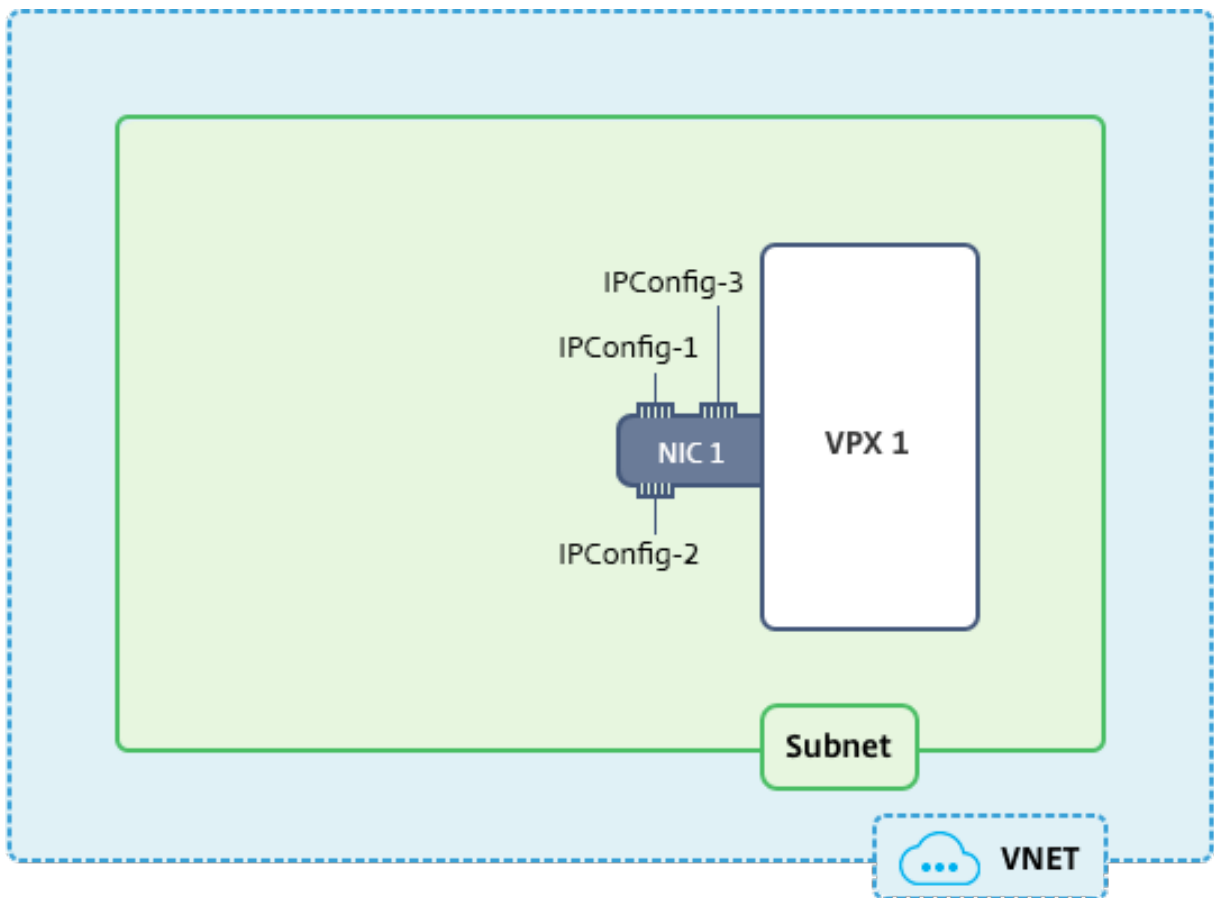 IPConfig-3
IPConfig-1
NIC 1
VPX 1
IPConfig-2
Subnet
VNET